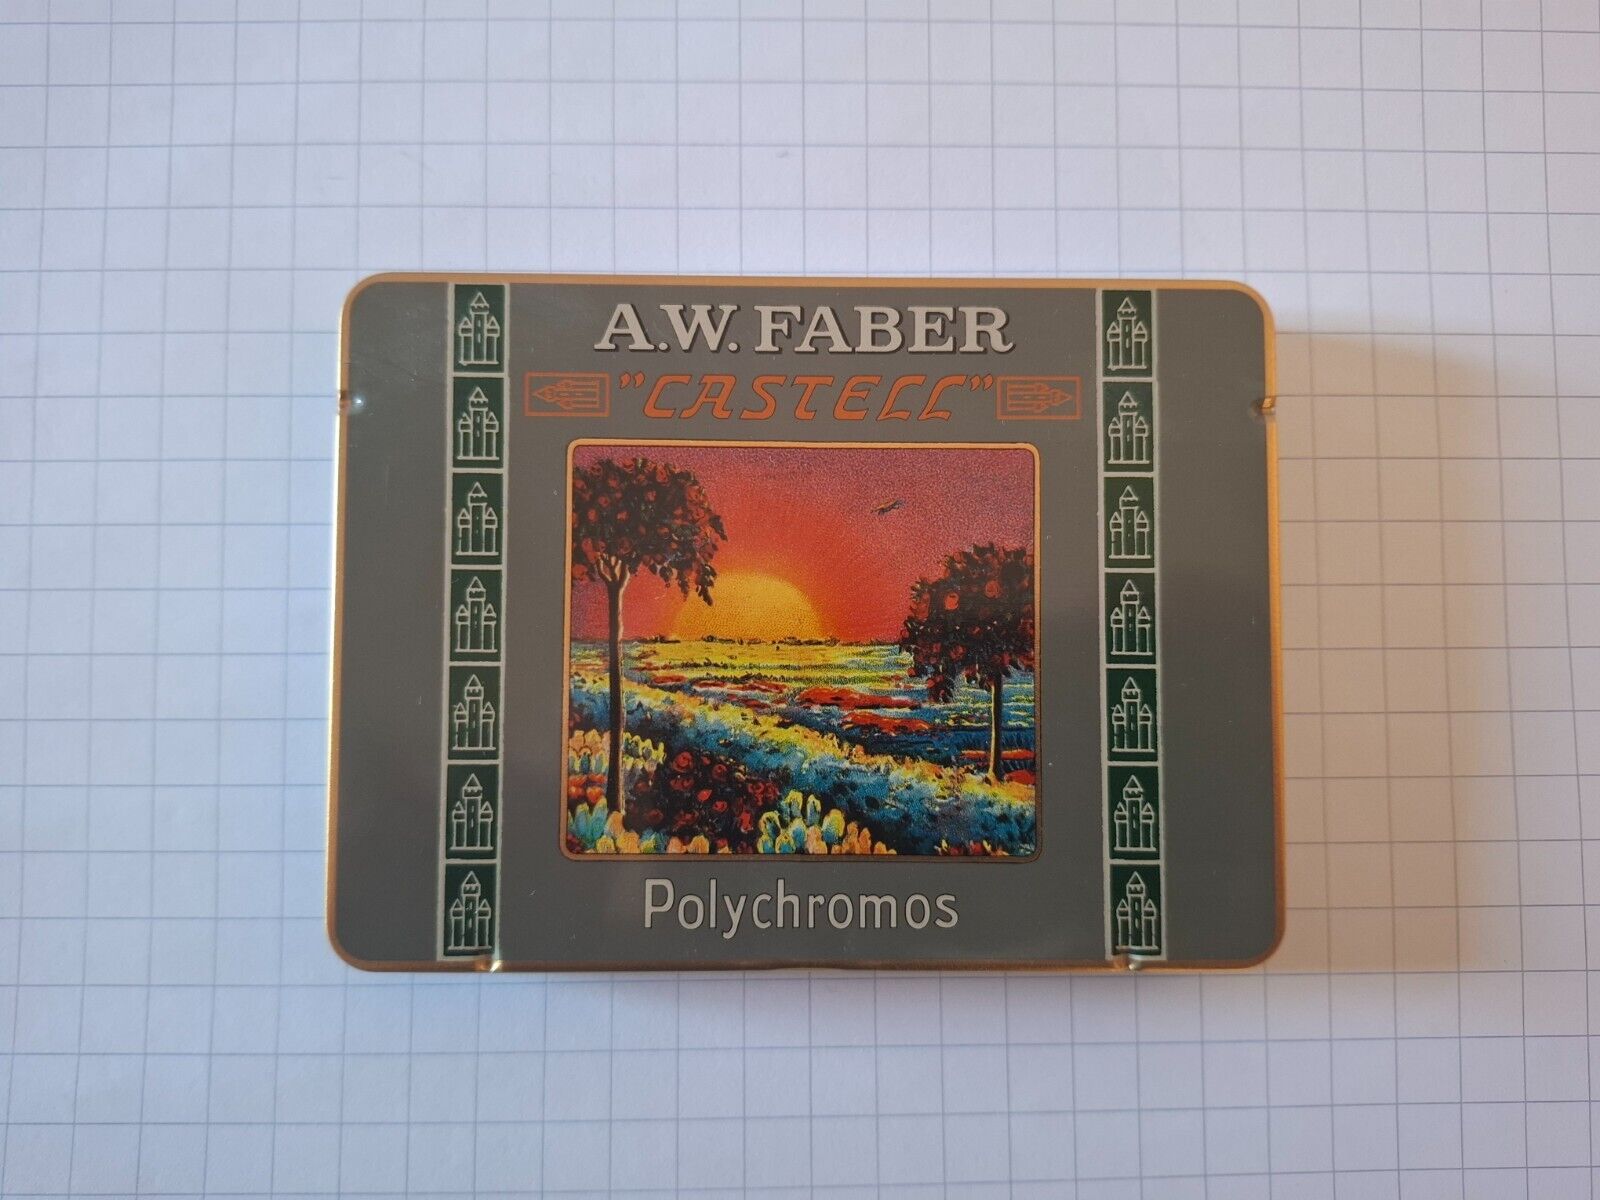 A.W. FABER
"CASTELL"
Polychromos